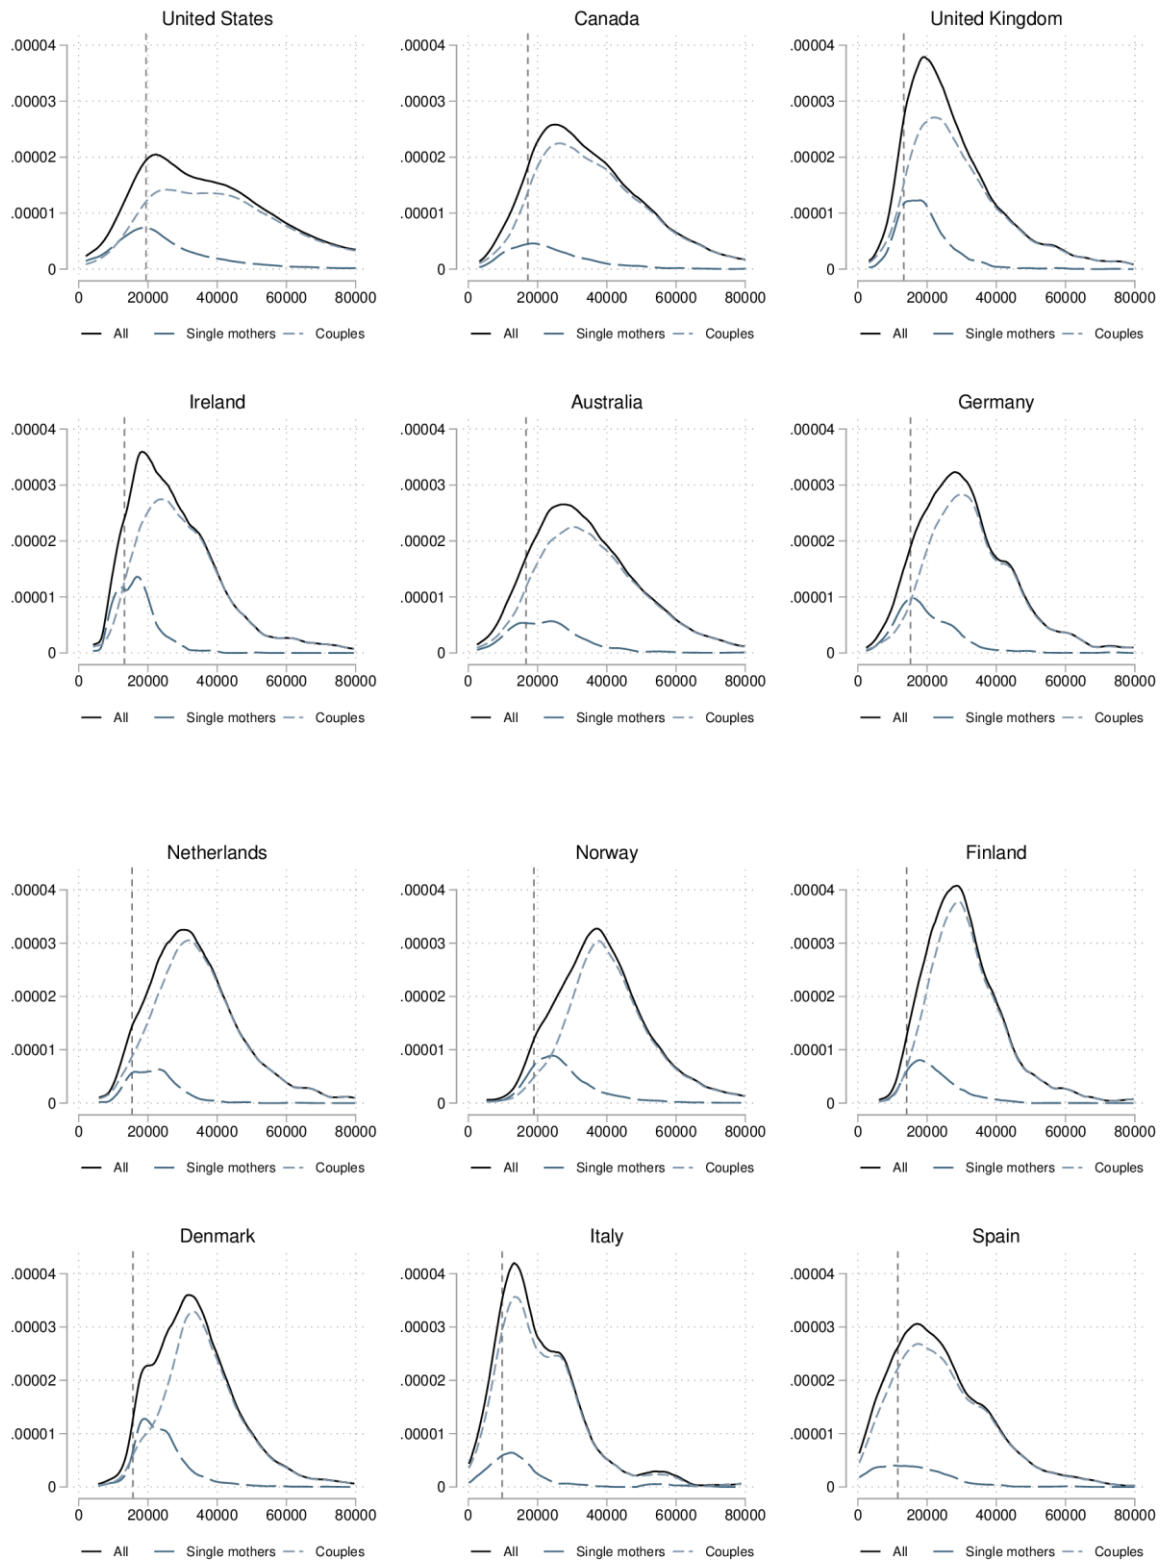 United States Canada United Kingdom
.00004 .00004 .00004
.00003 .00003 .00003
.00002 .00002 .00002
.00001 .00001 .00001
0 0 0
0 20000 40000 60000 80000 0 20000 40000 60000 80000 0 20000 40000 60000 80000
All Single mothers Couples All Single mothers Couples All Single mothers Couples
Ireland Australia Germany
.00004 .00004 .00004
.00003 .00003 .00003
.00002 .00002 .00002
.00001 .00001 .00001
0 0 0
0 20000 40000 60000 80000 0 20000 40000 60000 80000 0 20000 40000 60000 80000
All Single mothers Couples All Single mothers Couples All Single mothers Couples
Netherlands Norway Finland
.00004 .00004 .00004
.00003 .00003 .00003
.00002 .00002 .00002
.00001 .00001 .00001
0 0 0
0 20000 40000 60000 80000 0 20000 40000 60000 80000 0 20000 40000 60000 80000
All Single mothers Couples All Single mothers Couples All Single mothers Couples
Denmark Italy Spain
.00004 .00004 .00004
.00003 .00003 .00003
.00002 .00002 .00002
.00001 .00001 .00001
0 0 0
0 20000 40000 60000 80000 0 20000 40000 60000 80000 0 20000 40000 60000 80000
All Single mothers Couples All Single mothers Couples All Single mothers Couples